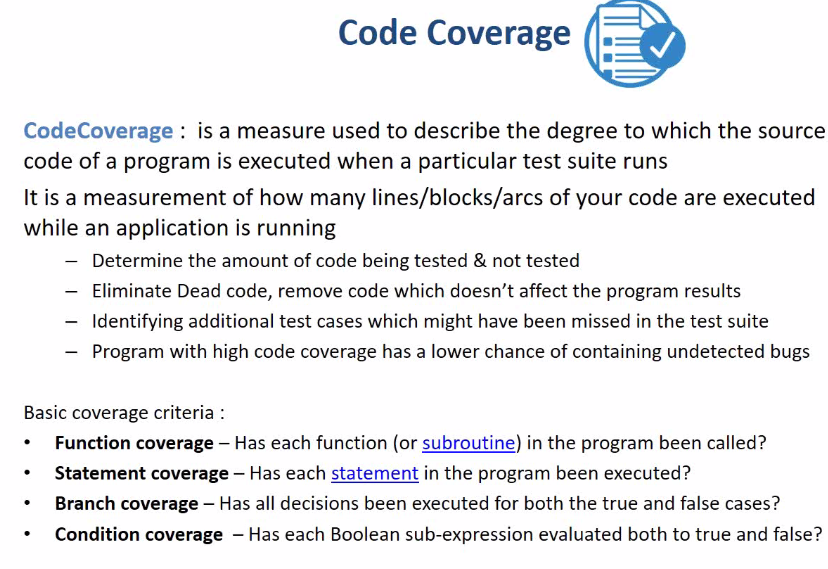 Code Coverage
CodeCoverage : is a measure used to describe the degree to which the source
code of a program is executed when a particular test suite runs
It is a measurement of how many lines/blocks/arcs of your code are executed
while an application is running
– Determine the amount of code being tested & not tested
– Eliminate Dead code, remove code which doesn’t affect the program results
– Identifying additional test cases which might have been missed in the test suite
– Program with high code coverage has a lower chance of containing undetected bugs
Basic coverage criteria :
• Function coverage – Has each function (or subroutine) in the program been called?
• Statement coverage – Has each statement in the program been executed?
• Branch coverage – Has all decisions been executed for both the true and false cases?
• Condition coverage – Has each Boolean sub-expression evaluated both to true and false?